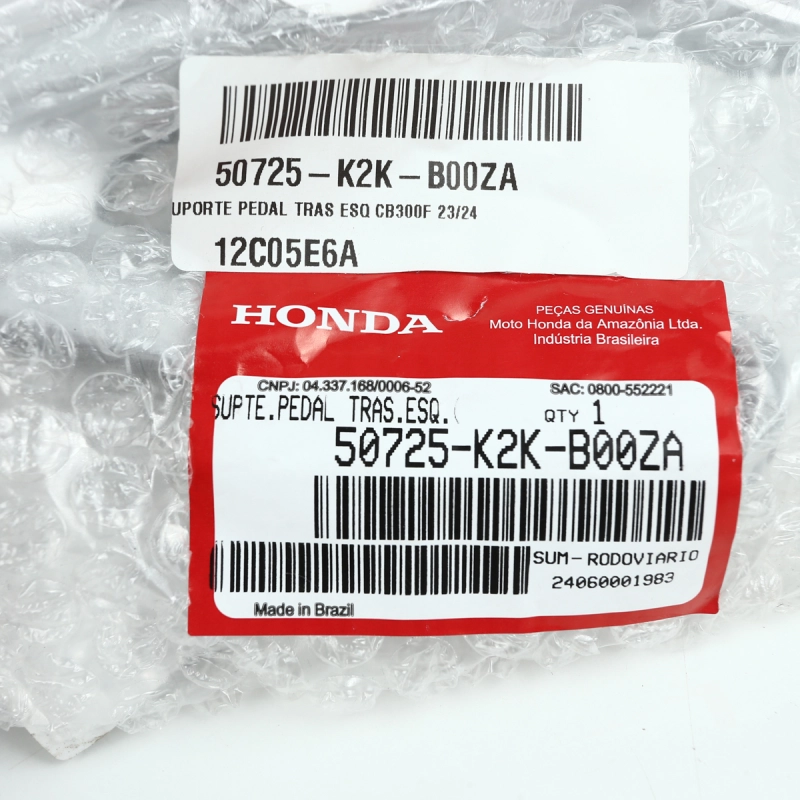 50725-K2K-B00ZA
UPORTE PEDAL TRAS ESQ CB300F 23/24
12C05E6A
HONDA
PEÇAS GENUÍNAS
Moto Honda da Amazônia Ltda.
Indústria Brasileira
CNPJ: 04.337.168/0006-52 SAC: 0800-552221
SUPTE.PEDAL TRAS.ESQ.( QTY 1
50725-K2K-B00ZA
SUM-RODOVIARIO
24060001983
Made in Brazil